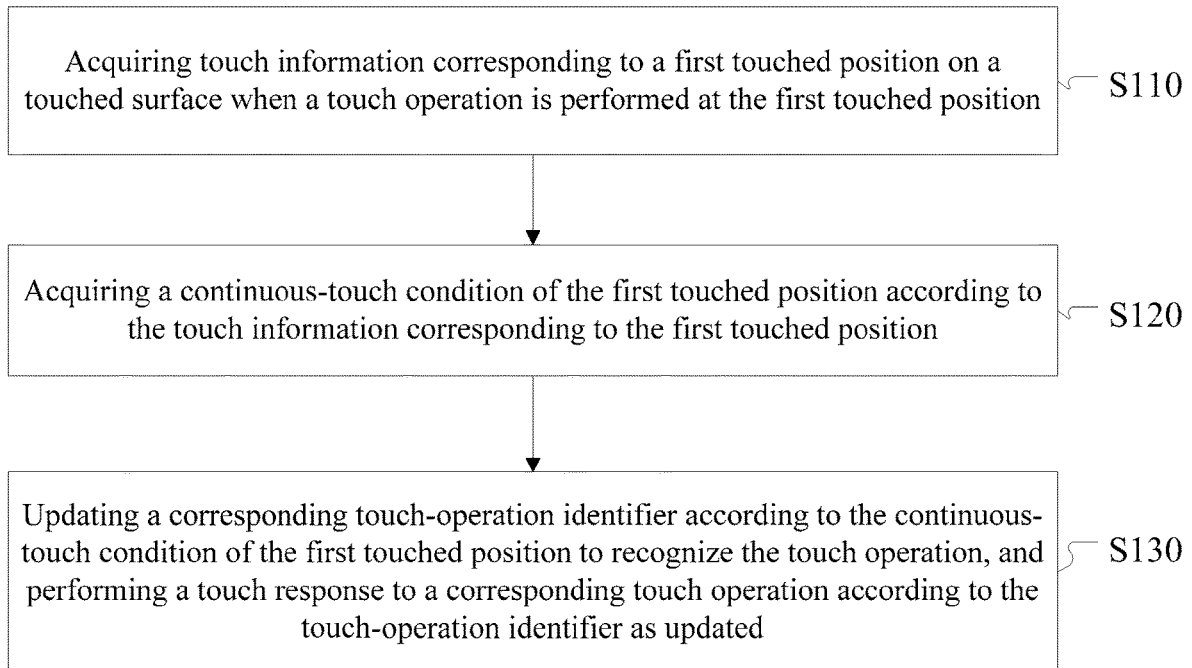 Acquiring touch information corresponding to a first touched position on a
touched surface when a touch operation is performed at the first touched position
S110
Acquiring a continuous-touch condition of the first touched position according to
the touch information corresponding to the first touched position
S120
Updating a corresponding touch-operation identifier according to the continuous-
touch condition of the first touched position to recognize the touch operation, and
performing a touch response to a corresponding touch operation according to the
touch-operation identifier as updated
S130